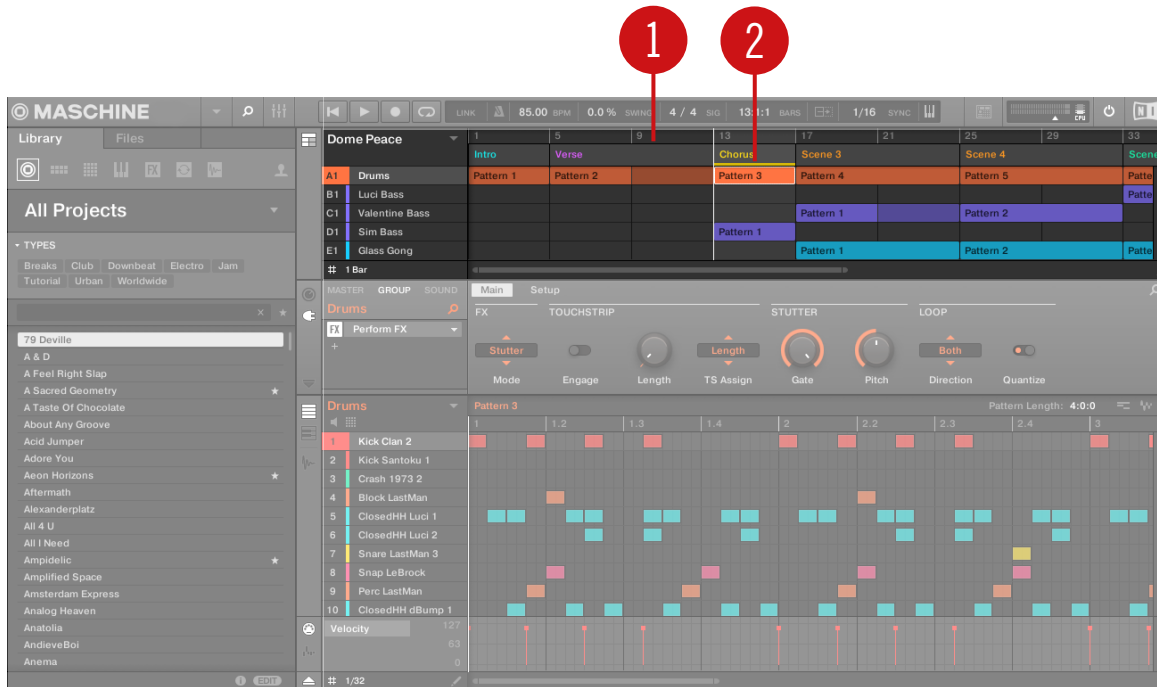 1 2
MASCHINE
LINK 85.00 BPM 0.0% SWING 4 / 4 SIG 13:1:1 BARS 1/16 SYNC CPU
Library Files
All Projects
TYPES
Breaks Club Downbeat Electro Jam
Tutorial Urban Worldwide
79 Deville
A & D
A Feel Right Slap
A Sacred Geometry
A Taste Of Chocolate
About Any Groove
Acid Jumper
Adore You
Aeon Horizons
Aftermath
Alexanderplatz
All 4 U
All I Need
Ampidelic
Amplified Space
Amsterdam Express
Analog Heaven
Anatolia
AndieveBoi
Anema
EDIT
Dome Peace 1 5 9 13 17 21 25 29 33
Intro Verse Chorus Scene 3 Scene 4 Scene
A1 Drums Pattern 1 Pattern 2 Pattern 3 Pattern 4 Pattern 5 Patte
B1 Luci Bass Patte
C1 Valentine Bass Pattern 1 Pattern 2
D1 Sim Bass Pattern 1
E1 Glass Gong Pattern 1 Pattern 2 Patte
1 Bar
MASTER GROUP SOUND Main Setup
Drums FX TOUCHSTRIP STUTTER LOOP
FX Perform FX
+
Stutter Length Both
Mode Engage Length TS Assign Gate Pitch Direction Quantize
Drums Pattern 3 Pattern Length: 4:0:0
1 1.2 1.3 1.4 2 2.2 2.3 2.4 3
1 Kick Clan 2
2 Kick Santoku 1
3 Crash 1973 2
4 Block LastMan
5 ClosedHH Luci 1
6 ClosedHH Luci 2
7 Snare LastMan 3
8 Snap LeBrock
9 Perc LastMan
10 ClosedHH dBump 1
Velocity 127
63
0
1/32